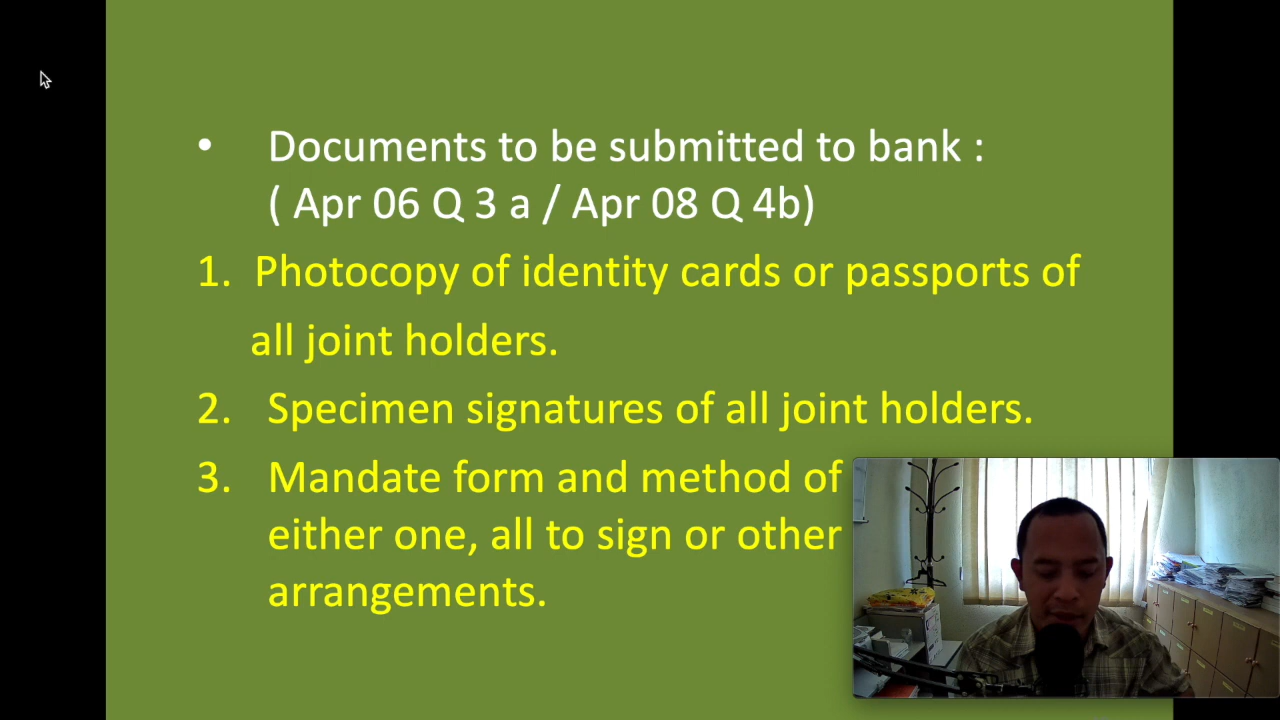 • Documents to be submitted to bank :
( Apr 06 Q 3 a / Apr 08 Q 4b)
1. Photocopy of identity cards or passports of
all joint holders.
2. Specimen signatures of all joint holders.
3. Mandate form and method of
either one, all to sign or other
arrangements.